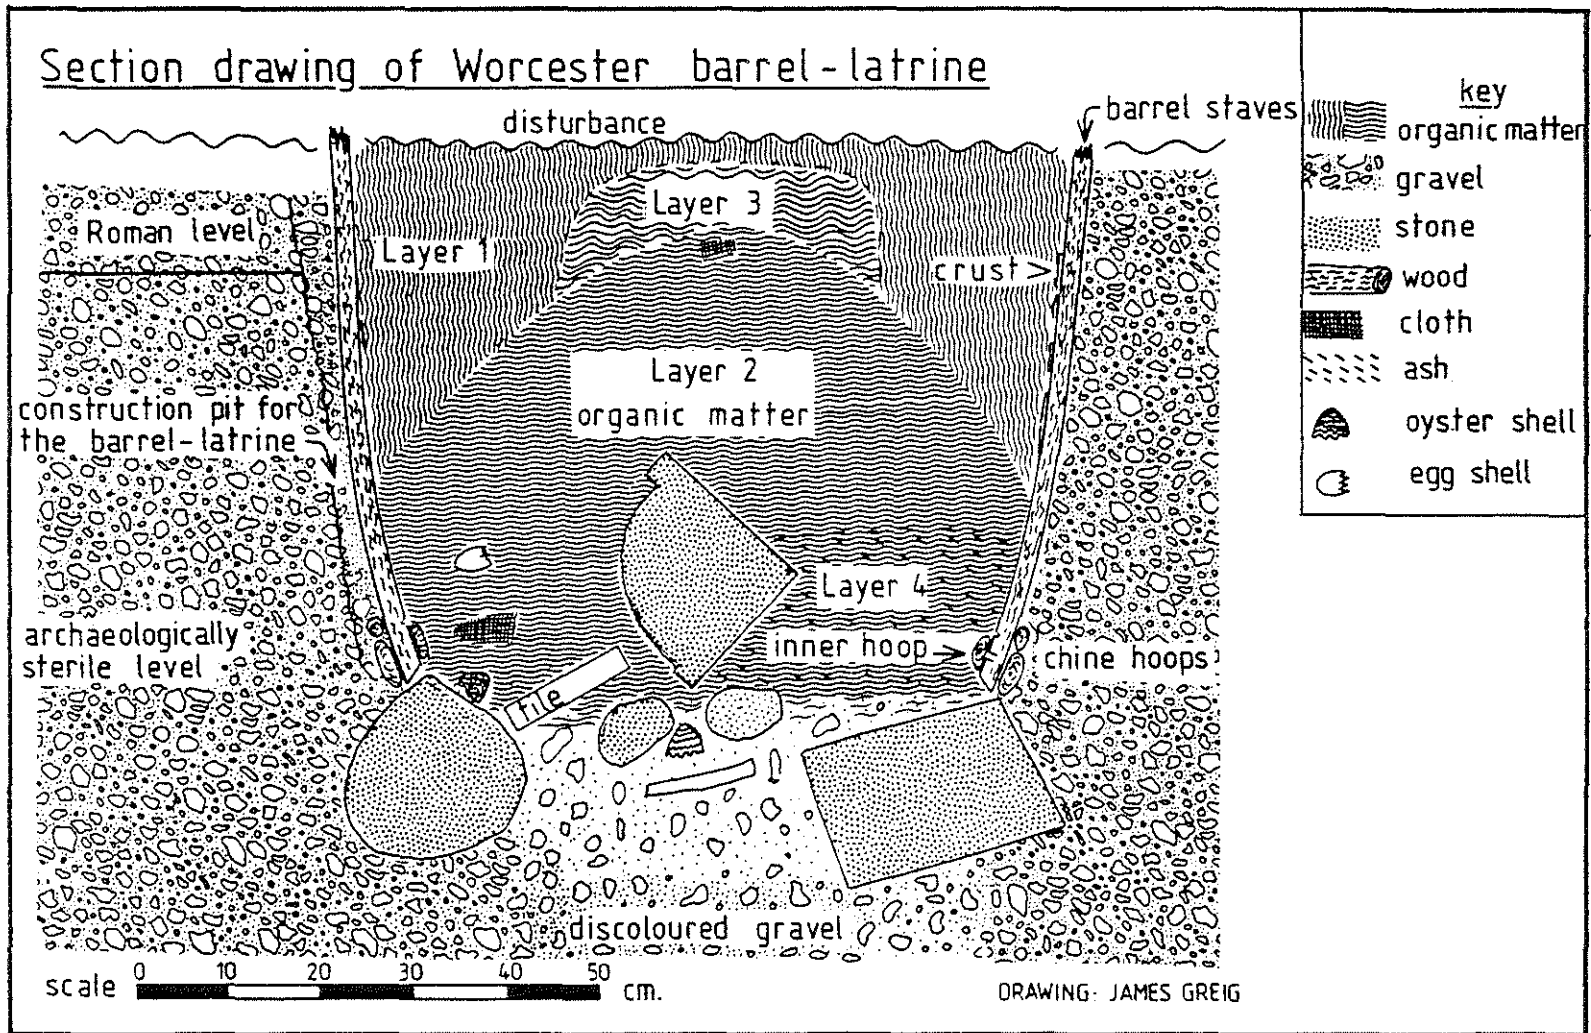 Section drawing of Worcester barrel-latrine
disturbance
barrel staves
Roman level
Layer 1
Layer 3
crust >
Layer 2
organic matter
construction pit for
the barrel-latrine
Layer 4
inner hoop
chine hoops
archaeologically
sterile level
tile
discoloured gravel
scale 0 10 20 30 40 50 cm.
DRAWING: JAMES GREIG
key
organic matter
gravel
stone
wood
cloth
ash
oyster shell
egg shell